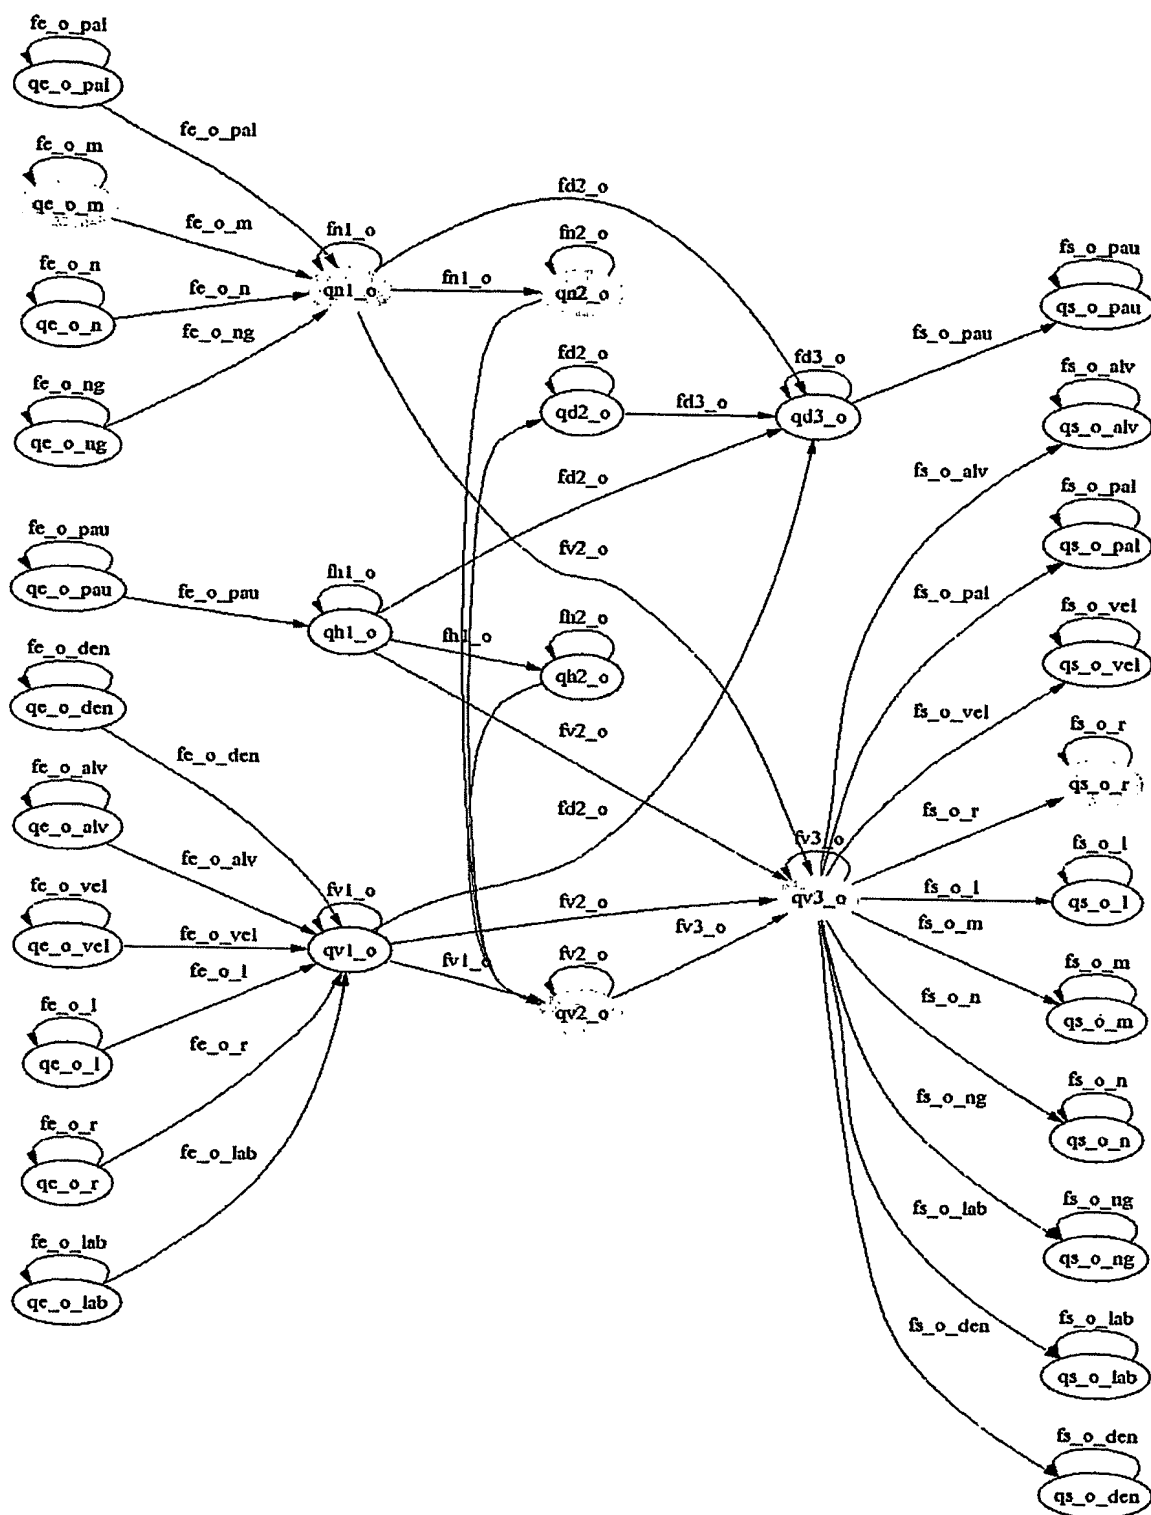 fe_o_pal
qe_o_pal
fe_o_pal
fe_o_m
qe_o_m
fe_o_m
fe_o_n
qe_o_n
fe_o_n
fe_o_ng
fe_o_ng
qe_o_ng
fe_o_pau
qe_o_pau
fe_o_pau
fe_o_den
qe_o_den
fe_o_den
fe_o_alv
qe_o_alv
fe_o_alv
fe_o_vel
qe_o_vel
fe_o_vel
fe_o_l
fe_o_l
qe_o_l
fe_o_r
fe_o_r
qe_o_r
fe_o_lab
fe_o_lab
qe_o_lab
fn1_o
qn1_o
fn1_o
fh1_o
qh1_o
fh1_o
fv1_o
qv1_o
fv1_o
fd2_o
fn2_o
qn2_o
fd2_o
qd2_o
fd2_o
fv2_o
fh2_o
qh2_o
fv2_o
fd2_o
fv2_o
fv2_o
qv2_o
fd3_o
fd3_o
qd3_o
fv3_o
qv3_o
fv3_o
fs_o_pau
fs_o_pau
qs_o_pau
fs_o_alv
fs_o_alv
qs_o_alv
fs_o_pal
fs_o_pal
qs_o_pal
fs_o_vel
fs_o_vel
qs_o_vel
fs_o_r
fs_o_r
qs_o_r
fs_o_l
fs_o_l
qs_o_l
fs_o_m
fs_o_m
qs_o_m
fs_o_n
fs_o_n
qs_o_n
fs_o_ng
fs_o_ng
qs_o_ng
fs_o_lab
fs_o_lab
qs_o_lab
fs_o_den
fs_o_den
qs_o_den